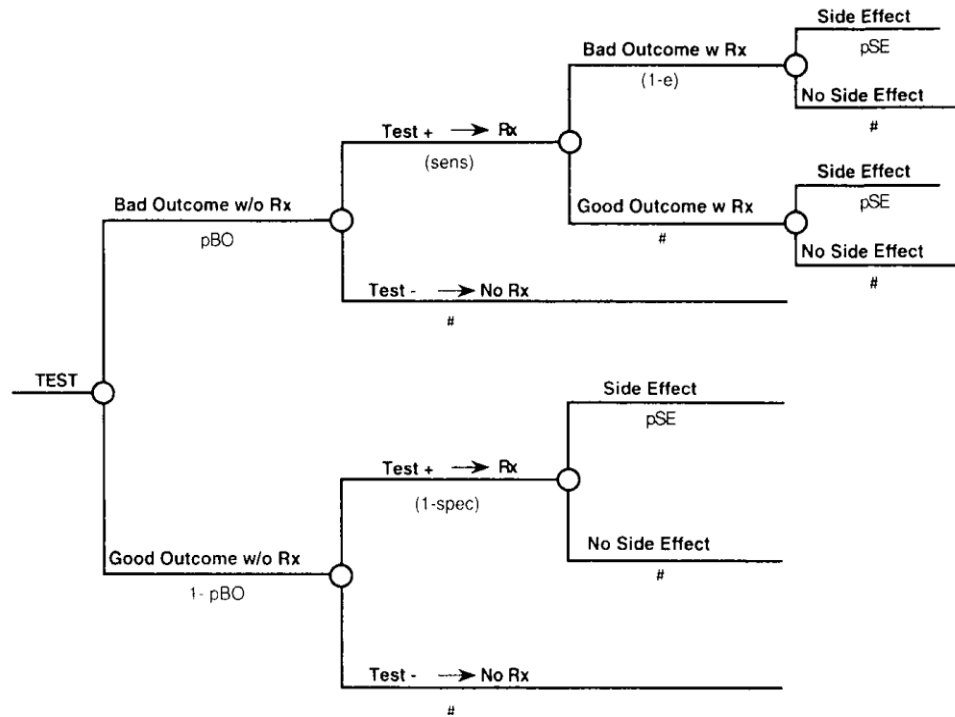 Side Effect
pSE
Bad Outcome w Rx
(1-e)
No Side Effect
#
Test + → Rx
(sens)
Side Effect
pSE
Good Outcome w Rx
#
No Side Effect
#
Bad Outcome w/o Rx
pBO
Test - → No Rx
#
TEST
Side Effect
pSE
Test + → Rx
(1-spec)
No Side Effect
#
Good Outcome w/o Rx
1- pBO
Test - → No Rx
#